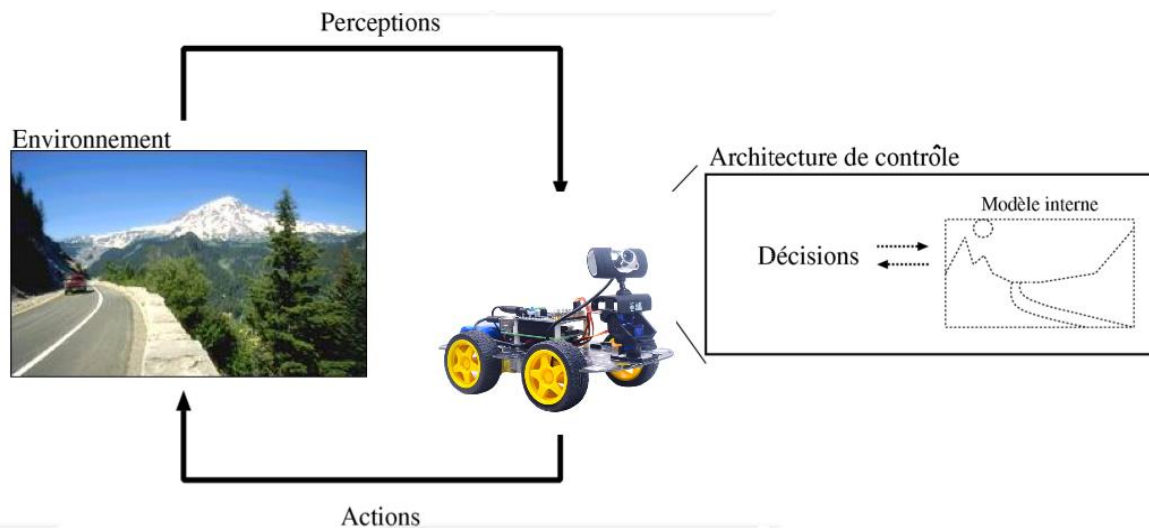 Perceptions
Environnement
Architecture de contrôle
Modèle interne
Décisions
Actions